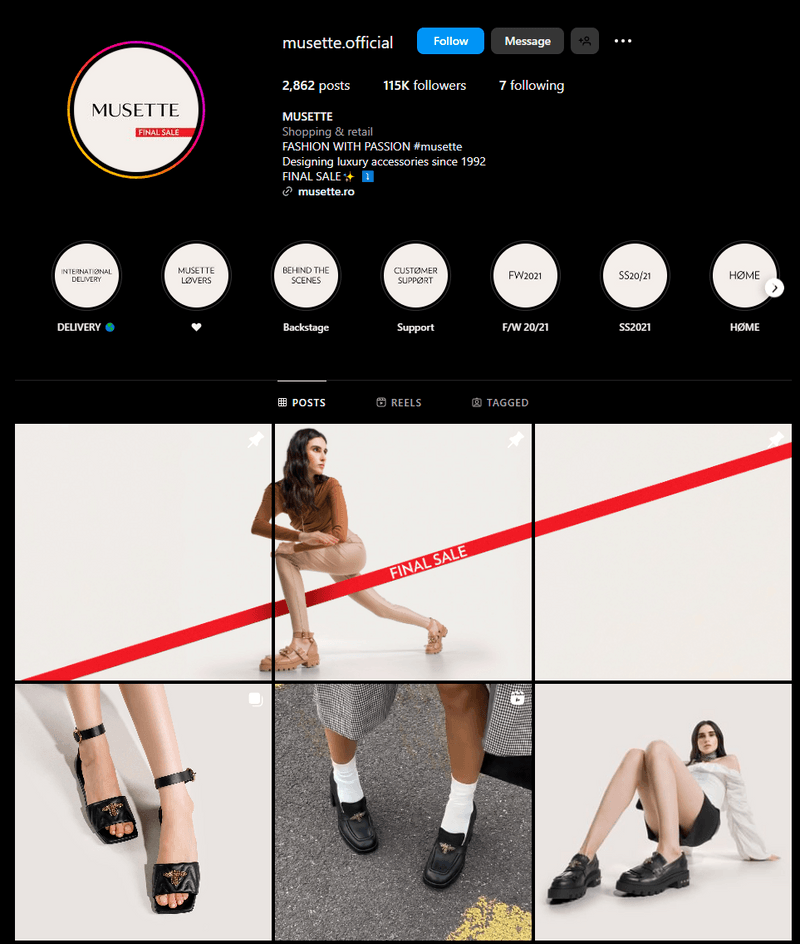 musette.official
Follow
Message
2,862 posts
115K followers
7 following
MUSETTE
Shopping & retail
FASHION WITH PASSION #musette
Designing luxury accessories since 1992
FINAL SALE✨ ⤵️
musette.ro
MUSETTE
FINAL SALE
INTERNATIØNAL
DELIVERY
MUSETTE
LØVERS
BEHIND THE
SCENES
CUSTØMER
SUPPØRT
FW2021
SS20/21
HØME
DELIVERY 🌍
🤍
Backstage
Support
F/W 20/21
SS2021
HØME
POSTS
REELS
TAGGED
FINAL SALE